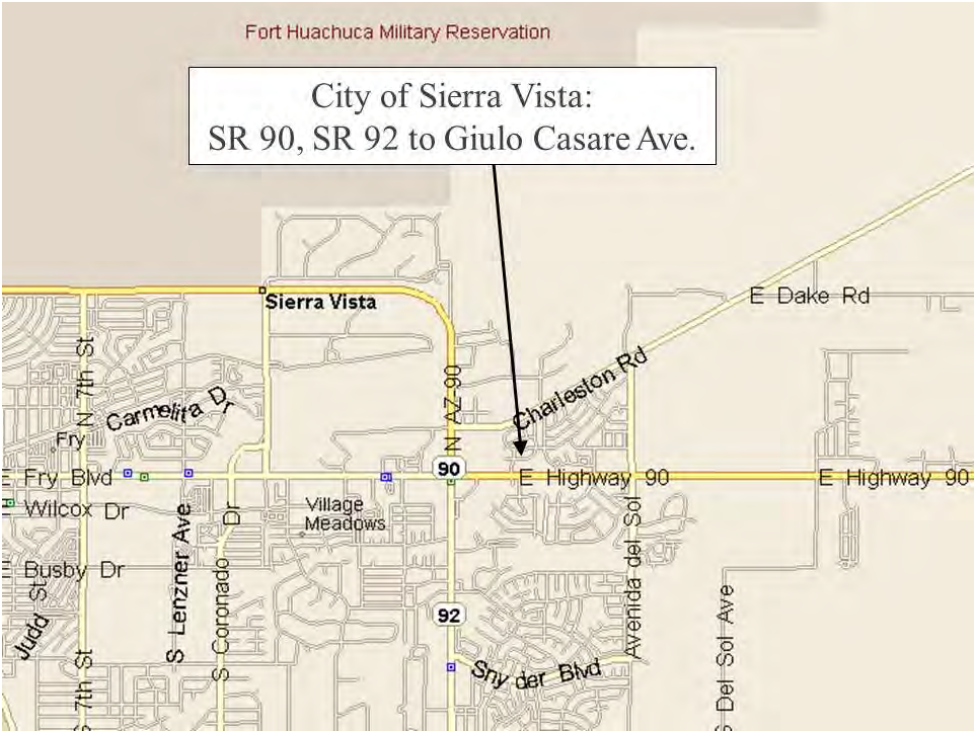 Fort Huachuca Military Reservation
City of Sierra Vista:
SR 90, SR 92 to Giulo Casare Ave.
E Dake Rd
Sierra Vista
N 7th St
Carmelita Dr
N AZ 90
Charleston Rd
Fry
90
E Fry Blvd
E Highway 90
E Highway 90
Wilcox Dr
Village
Meadows
S Lenzner Ave
Dr
S Coronado
Avenida del Sol
E Busby Dr
Judd St
92
S Del Sol Ave
S 7th St
Sny der Blvd